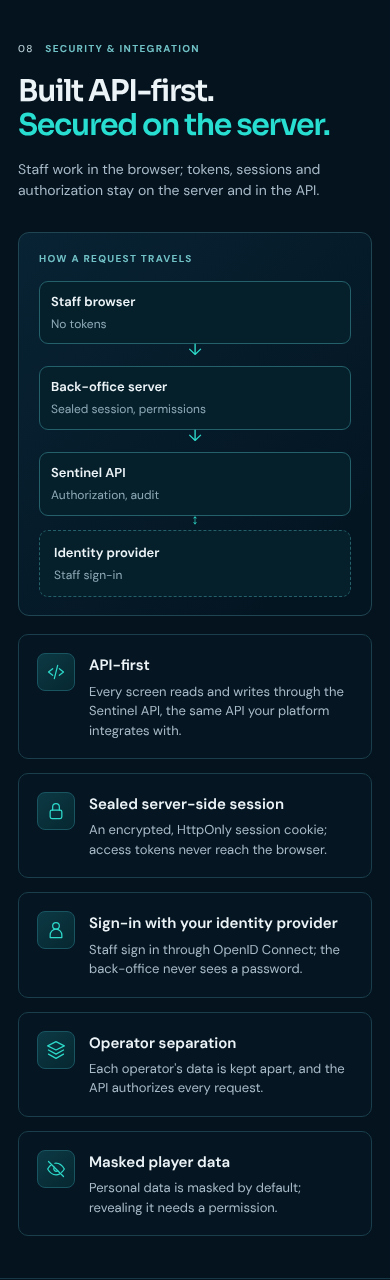 08 SECURITY & INTEGRATION
Built API-first.
Secured on the server.
Staff work in the browser; tokens, sessions and
authorization stay on the server and in the API.
HOW A REQUEST TRAVELS
Staff browser
No tokens
↓
Back-office server
Sealed session, permissions
↓
Sentinel API
Authorization, audit
↕
Identity provider
Staff sign-in
API-first
Every screen reads and writes through the
Sentinel API, the same API your platform
integrates with.
Sealed server-side session
An encrypted, HttpOnly session cookie;
access tokens never reach the browser.
Sign-in with your identity provider
Staff sign in through OpenID Connect; the
back-office never sees a password.
Operator separation
Each operator's data is kept apart, and the
API authorizes every request.
Masked player data
Personal data is masked by default;
revealing it needs a permission.